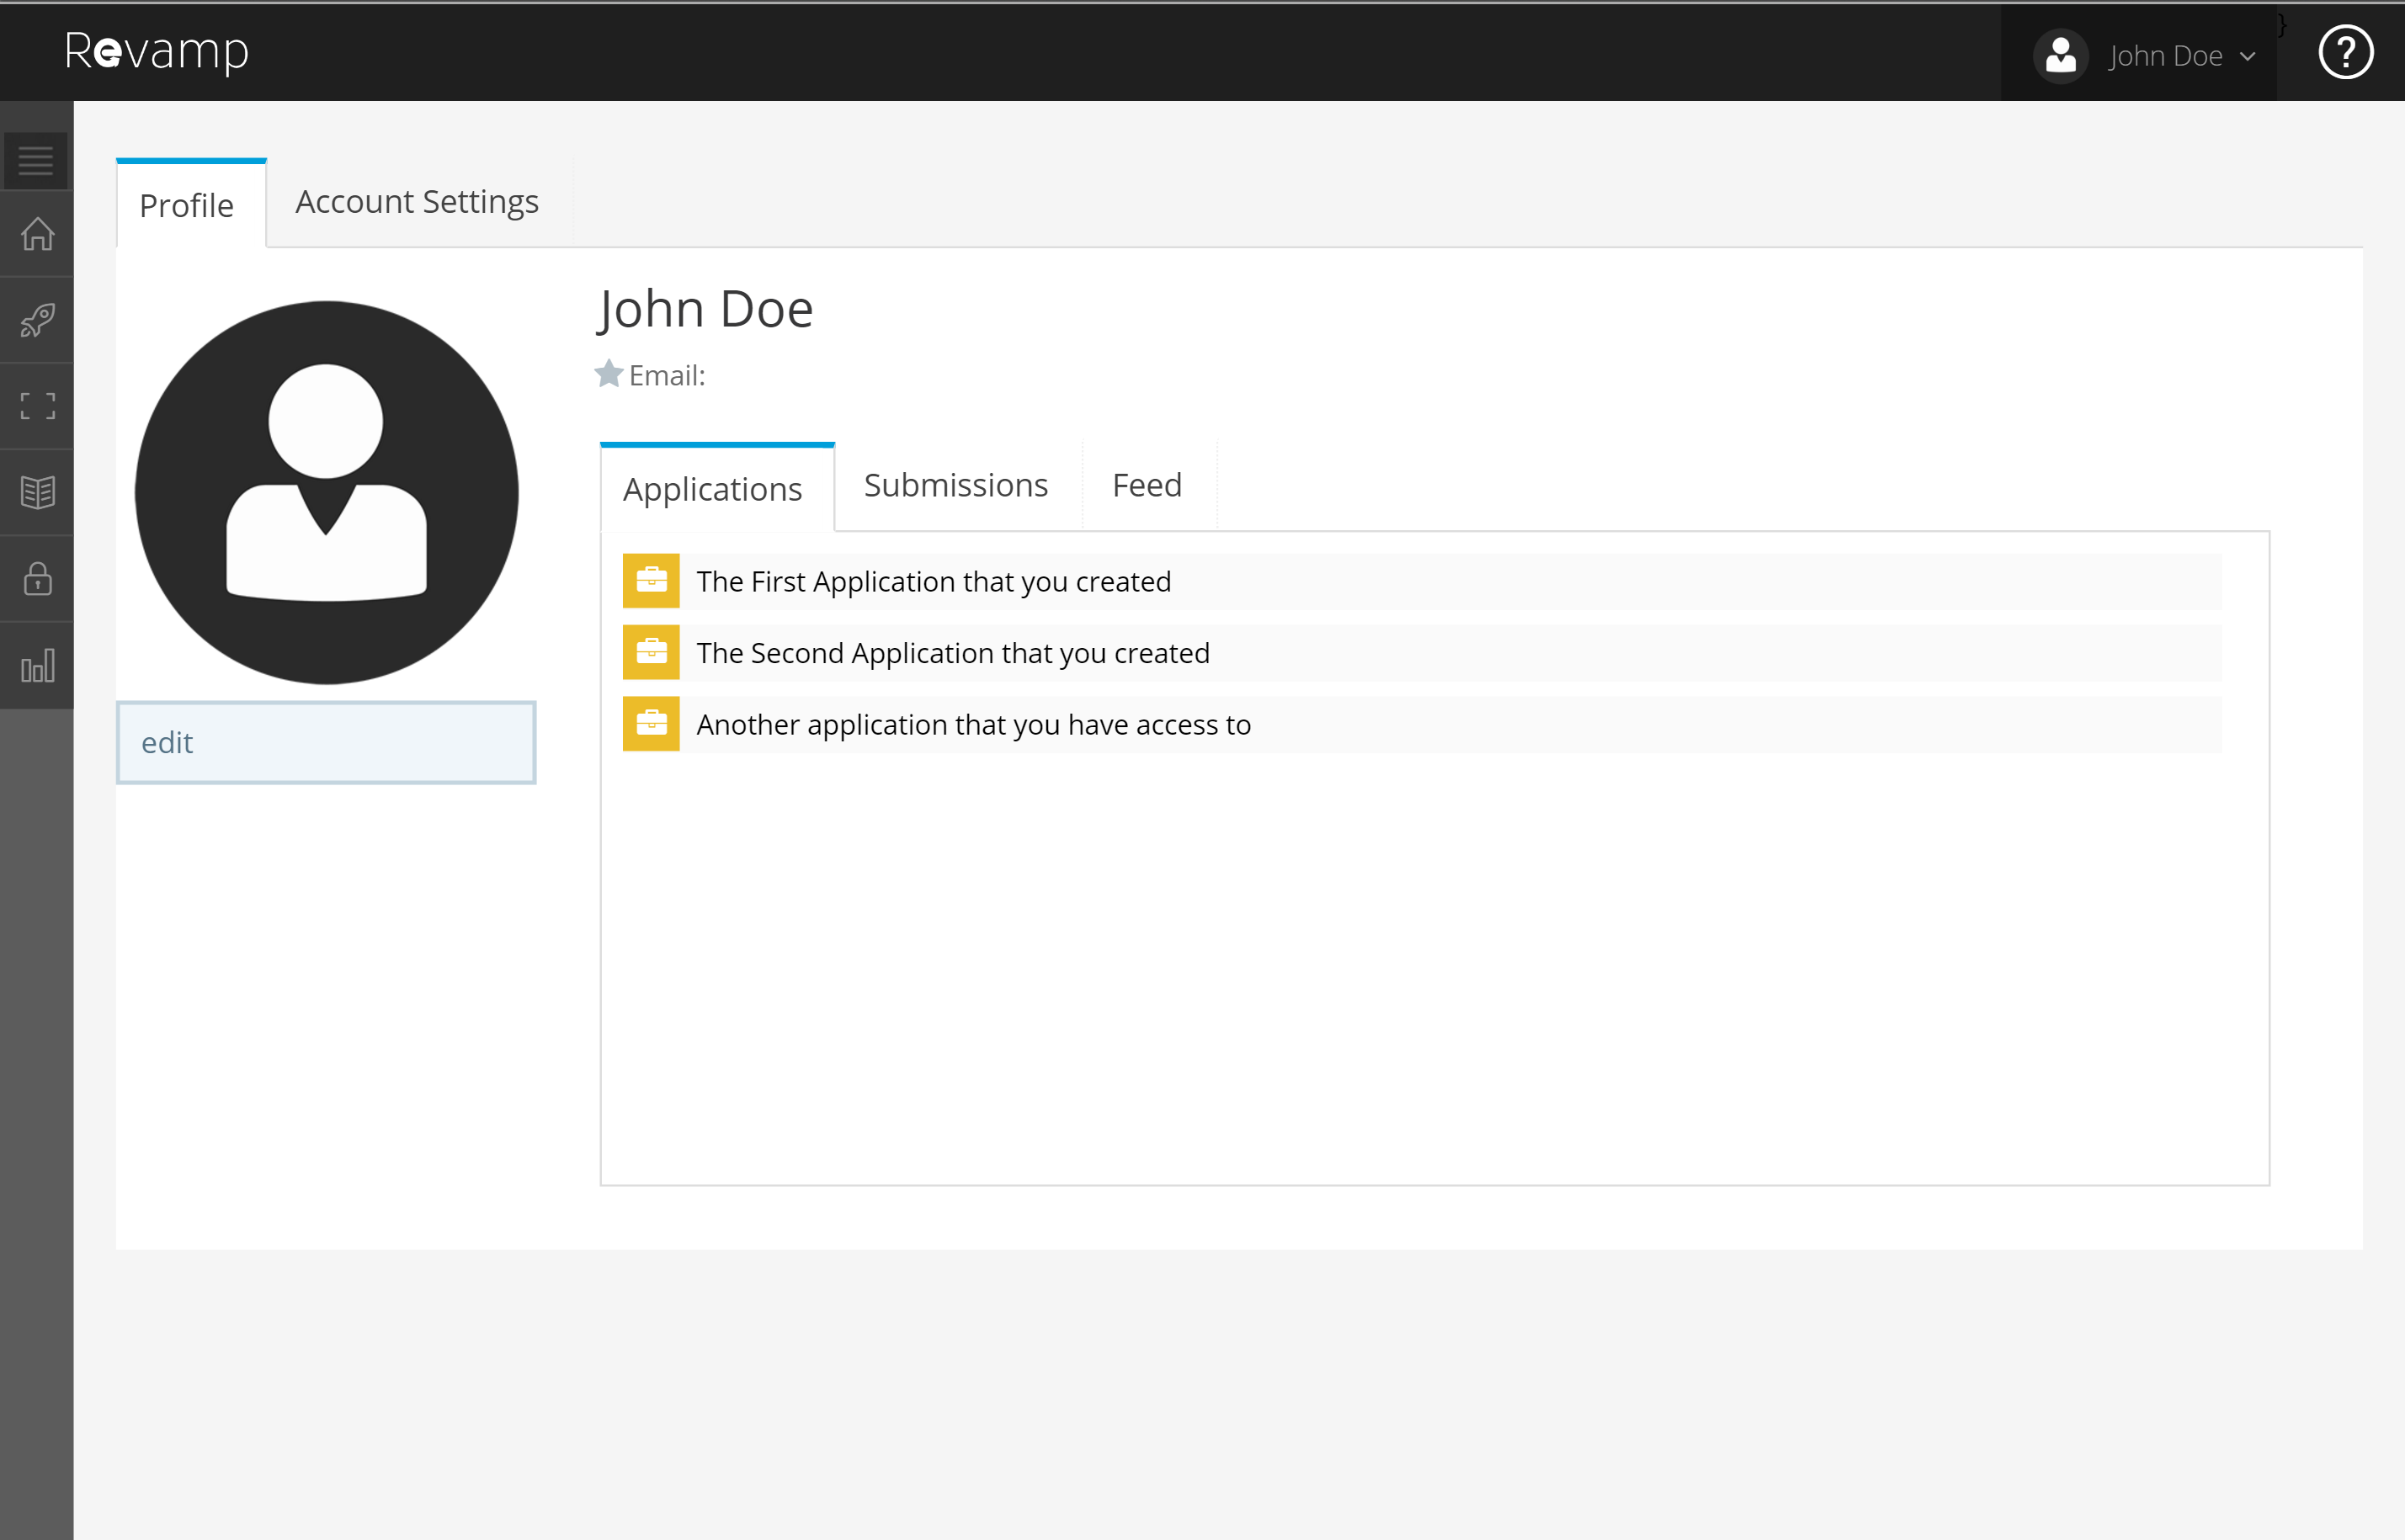 Revamp
John Doe
}
?
Profile
Account Settings
John Doe
Email:
Applications
Submissions
Feed
The First Application that you created
The Second Application that you created
Another application that you have access to
edit